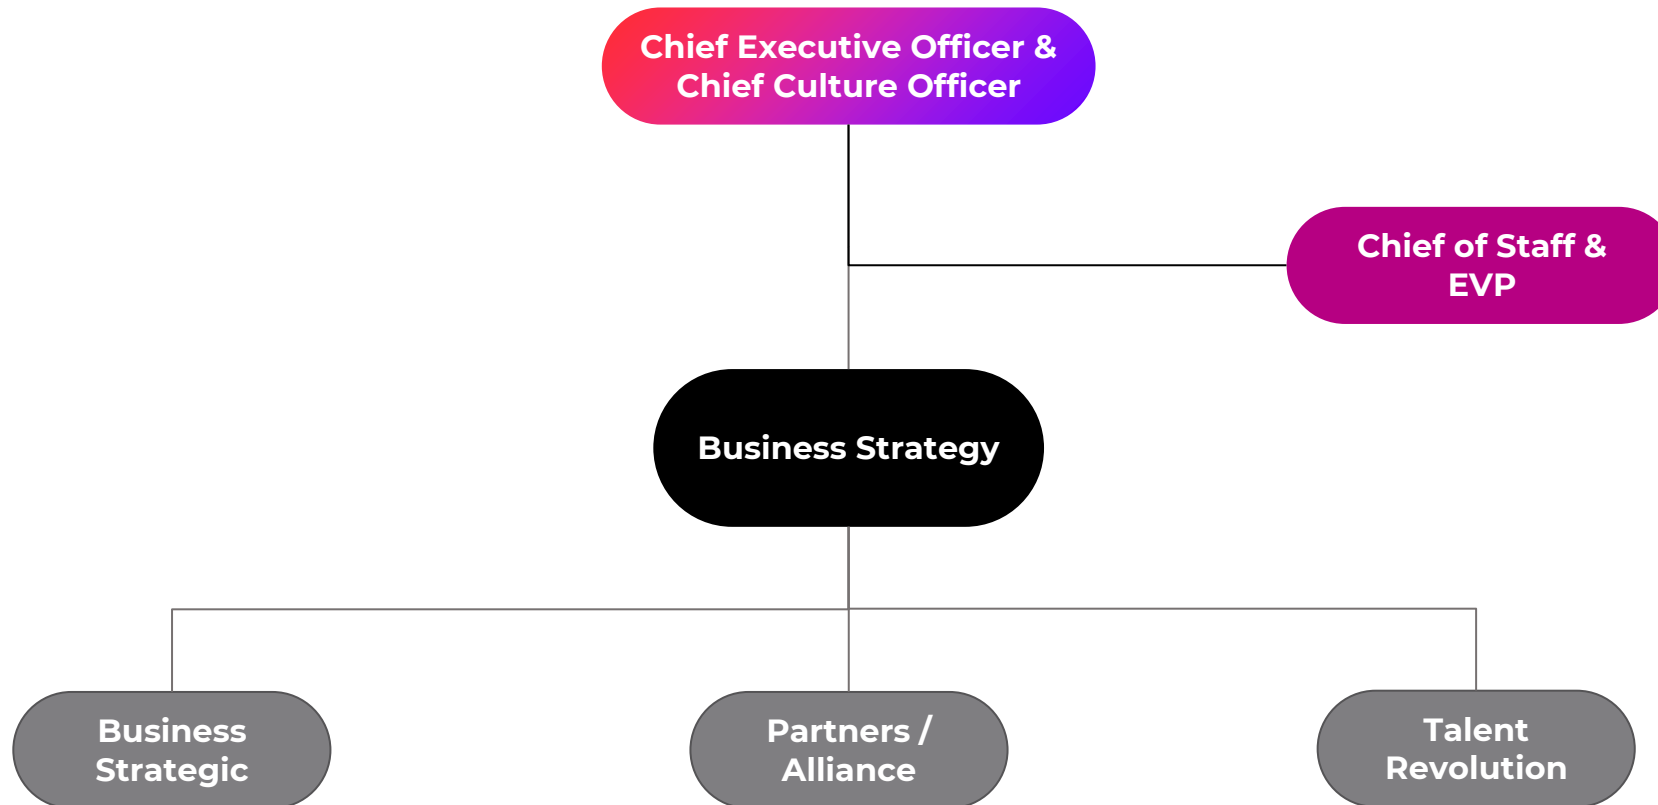 Chief Executive Officer &
Chief Culture Officer
Chief of Staff &
EVP
Business Strategy
Business
Strategic
Partners /
Alliance
Talent
Revolution